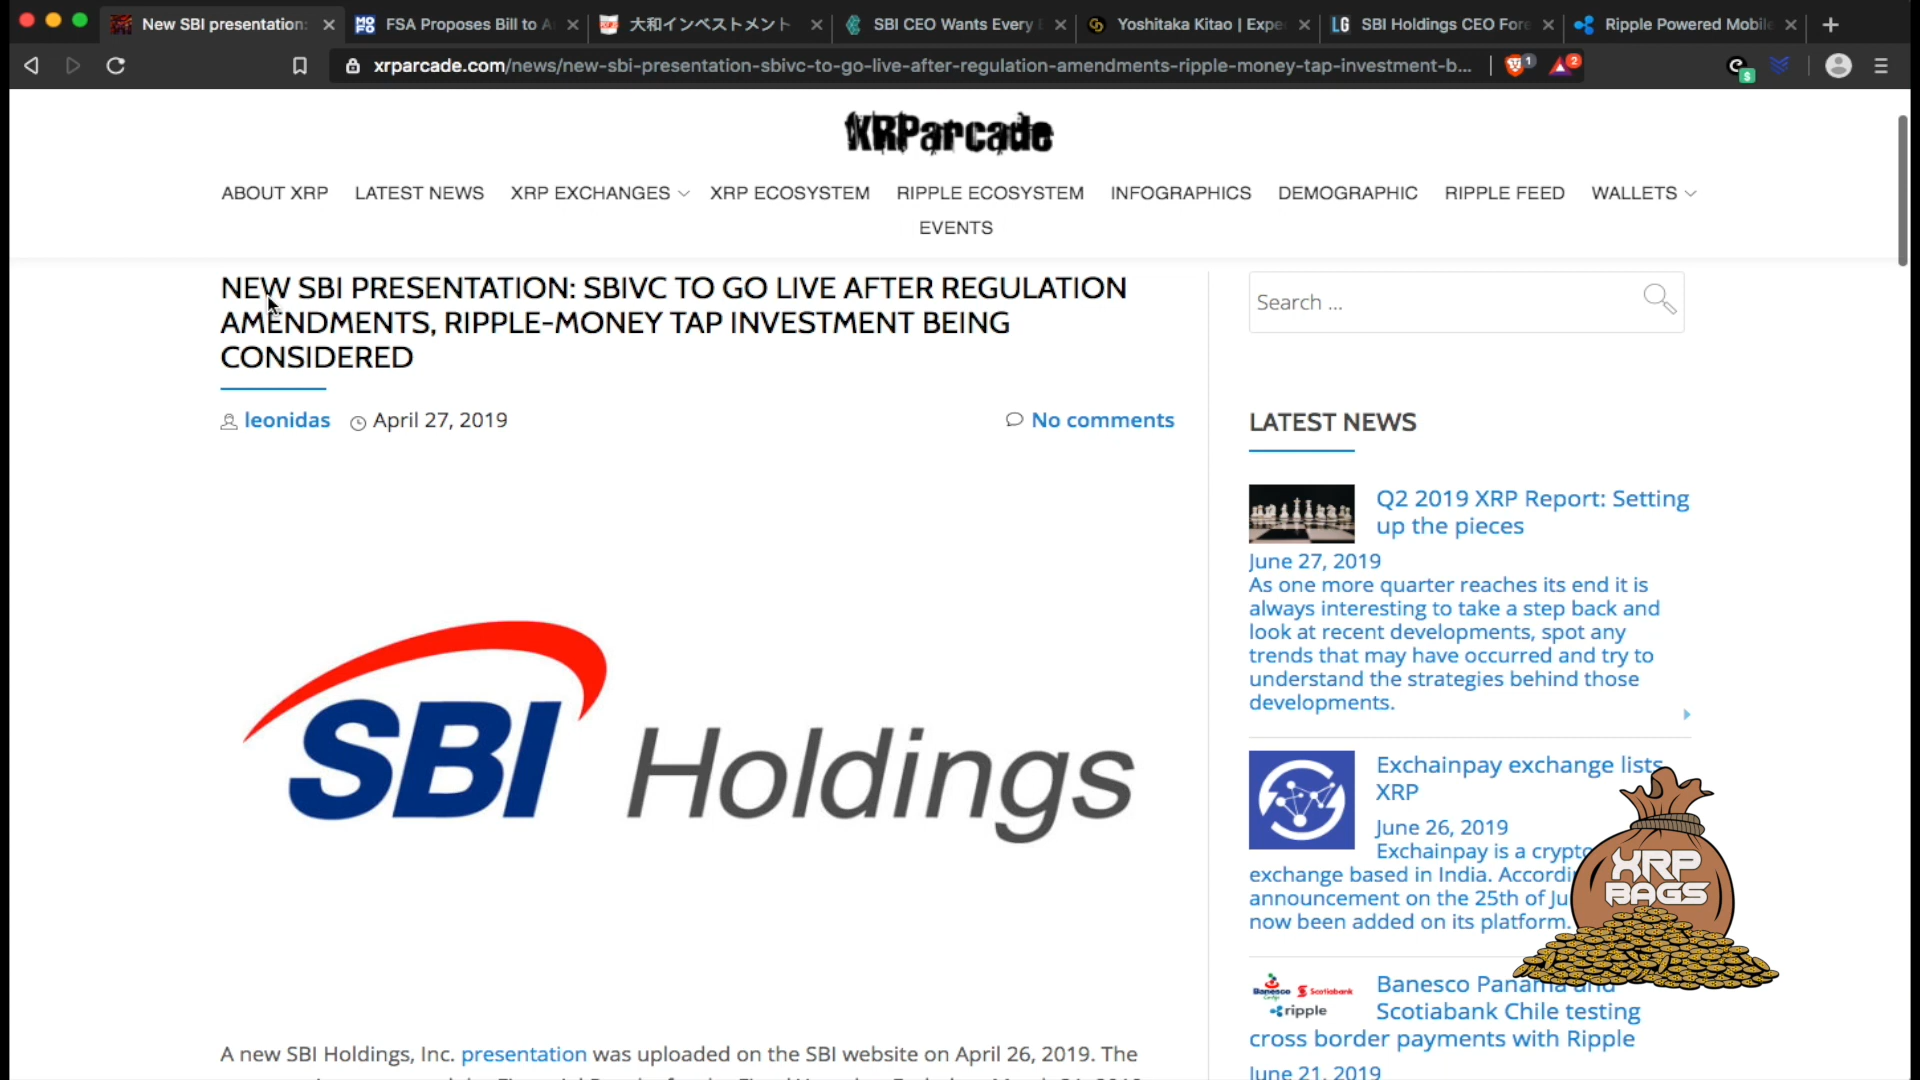 New SBI presentation:
FSA Proposes Bill to A
大和インベストメント
SBI CEO Wants Every
Yoshitaka Kitao | Expe
SBI Holdings CEO Fore
Ripple Powered Mobile
xrparcade.com/news/new-sbi-presentation-sbivc-to-go-live-after-regulation-amendments-ripple-money-tap-investment-b...
XRParcade
ABOUT XRP LATEST NEWS XRP EXCHANGES XRP ECOSYSTEM RIPPLE ECOSYSTEM INFOGRAPHICS DEMOGRAPHIC RIPPLE FEED WALLETS
EVENTS
NEW SBI PRESENTATION: SBIVC TO GO LIVE AFTER REGULATION
AMENDMENTS, RIPPLE-MONEY TAP INVESTMENT BEING
CONSIDERED
leonidas April 27, 2019 No comments
SBI Holdings
A new SBI Holdings, Inc. presentation was uploaded on the SBI website on April 26, 2019. The
Search ...
LATEST NEWS
Q2 2019 XRP Report: Setting
up the pieces
June 27, 2019
As one more quarter reaches its end it is
always interesting to take a step back and
look at recent developments, spot any
trends that may have occurred and try to
understand the strategies behind those
developments.
Exchainpay exchange lists
XRP
June 26, 2019
Exchainpay is a crypto
exchange based in India. Accordi
announcement on the 25th of Ju
now been added on its platform.
XRP
BAGS
Banesco Scotiabank
ripple
Banesco Panama and
Scotiabank Chile testing
cross border payments with Ripple
June 21, 2019